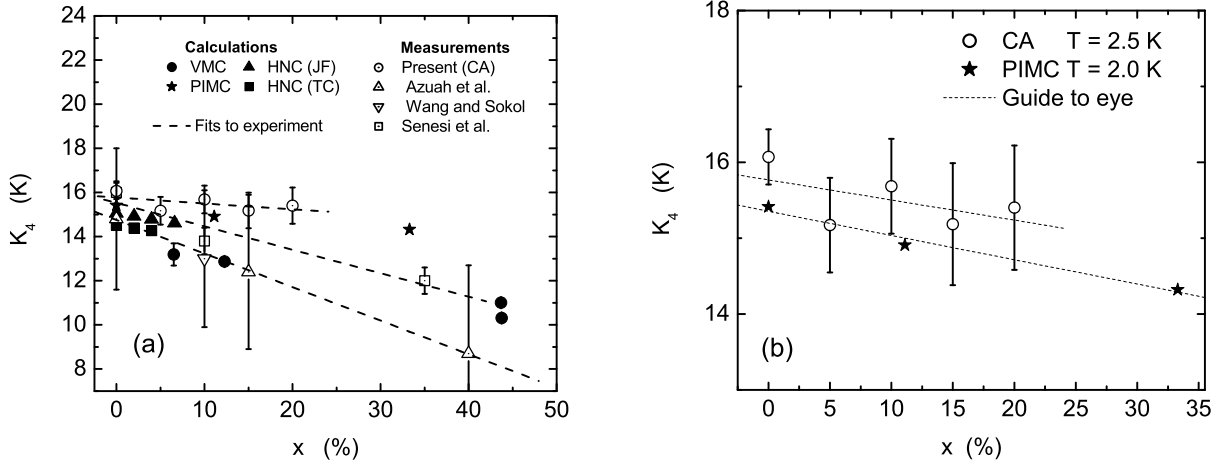 24
22
20
18
16
14
12
10
8
K₄ (K)
Calculations
VMC
PIMC
HNC (JF)
HNC (TC)
Fits to experiment
Measurements
Present (CA)
Azuah et al.
Wang and Sokol
Senesi et al.
(a)
0 10 20 30 40 50
x (%)
18
16
14
K₄ (K)
CA T = 2.5 K
PIMC T = 2.0 K
Guide to eye
(b)
0 5 10 15 20 25 30 35
x (%)